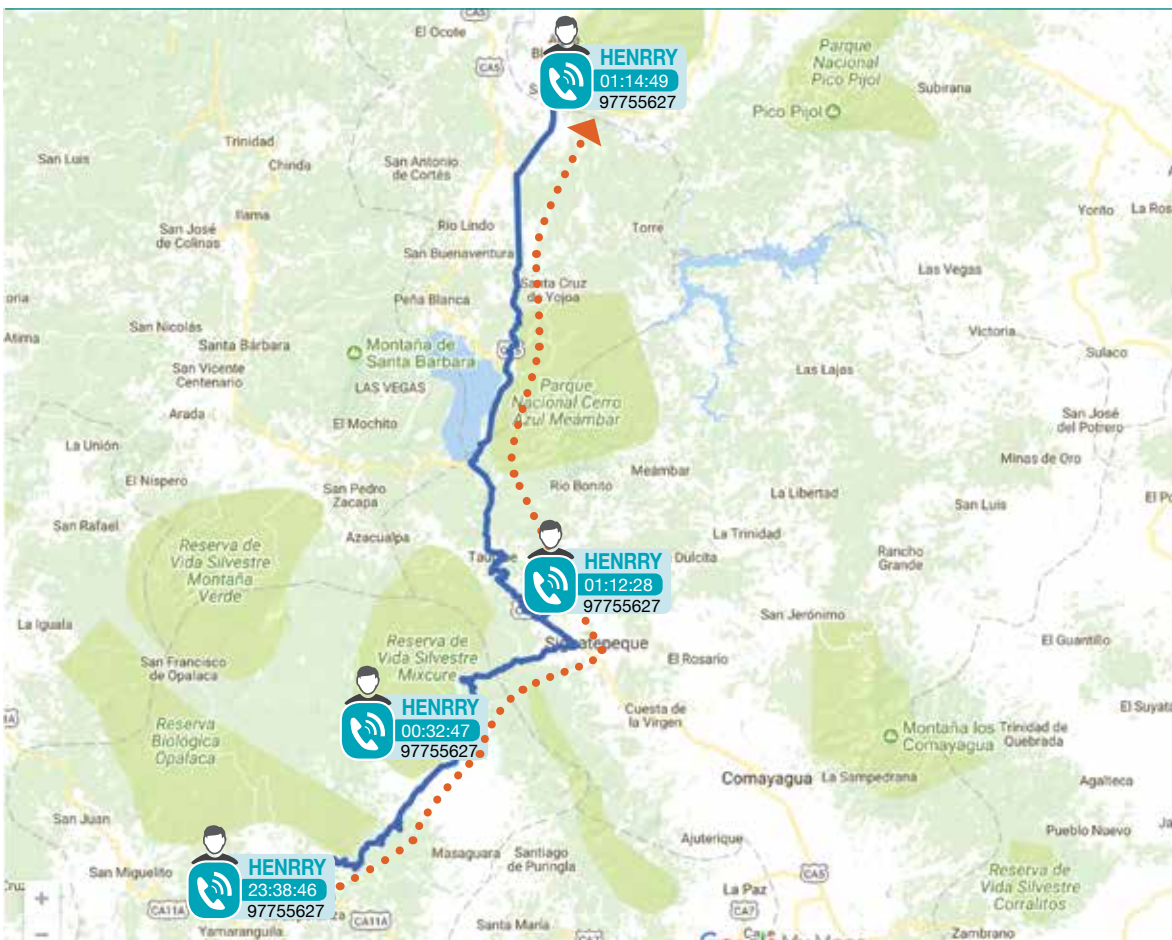 CA5
El Ocote
HENRRY
01:14:49
97755627
CA5
Parque
Nacional
Pico Pijol
Subirana
Pico Pijol
Trinidad
San Luis
Chinda
San Antonio
de Cortés
Ilama
San José
de Colinas
Río Lindo
Torre
Yorito
La Ros
San Buenaventura
Las Vegas
Santa Cruz
de Yojoa
oria
Peña Blanca
Atima
San Nicolás
Santa Bárbara
Montaña de
Santa Bárbara
Victoria
Sulaco
San Vicente
Centenario
LAS VEGAS
Las Lajas
Parque
Nacional Cerro
Azul Meámbar
Arada
El Mochito
San José
del Potrero
La Unión
Minas de Oro
Meámbar
El Níspero
San Pedro
Zacapa
Río Bonito
La Libertad
San Luis
San Rafael
Azacualpa
La Trinidad
Reserva de
Vida Silvestre
Montaña
Verde
HENRRY
01:12:28
97755627
Dulcita
Rancho
Grande
La Iguala
San Jerónimo
Reserva de
Vida Silvestre
Mixcure
El Guantillo
San Francisco
de Opalaca
El Rosario
HENRRY
00:32:47
97755627
Cuesta de
la Virgen
El Suyata
Reserva
Biológica
Opalaca
Montaña los
Comayagua
Trinidad de
Quebrada
Comayagua
La Sampedrana
Agalteca
San Juan
Pueblo Nuevo
Ajuterique
Masaguara
Santiago
de Puringla
HENRRY
23:38:46
97755627
San Miguelito
CA5
Reserva de
Vida Silvestre
Corralitos
La Paz
CA11A
CA11A
CA7
Yamaranguila
Santa María
Zambrano